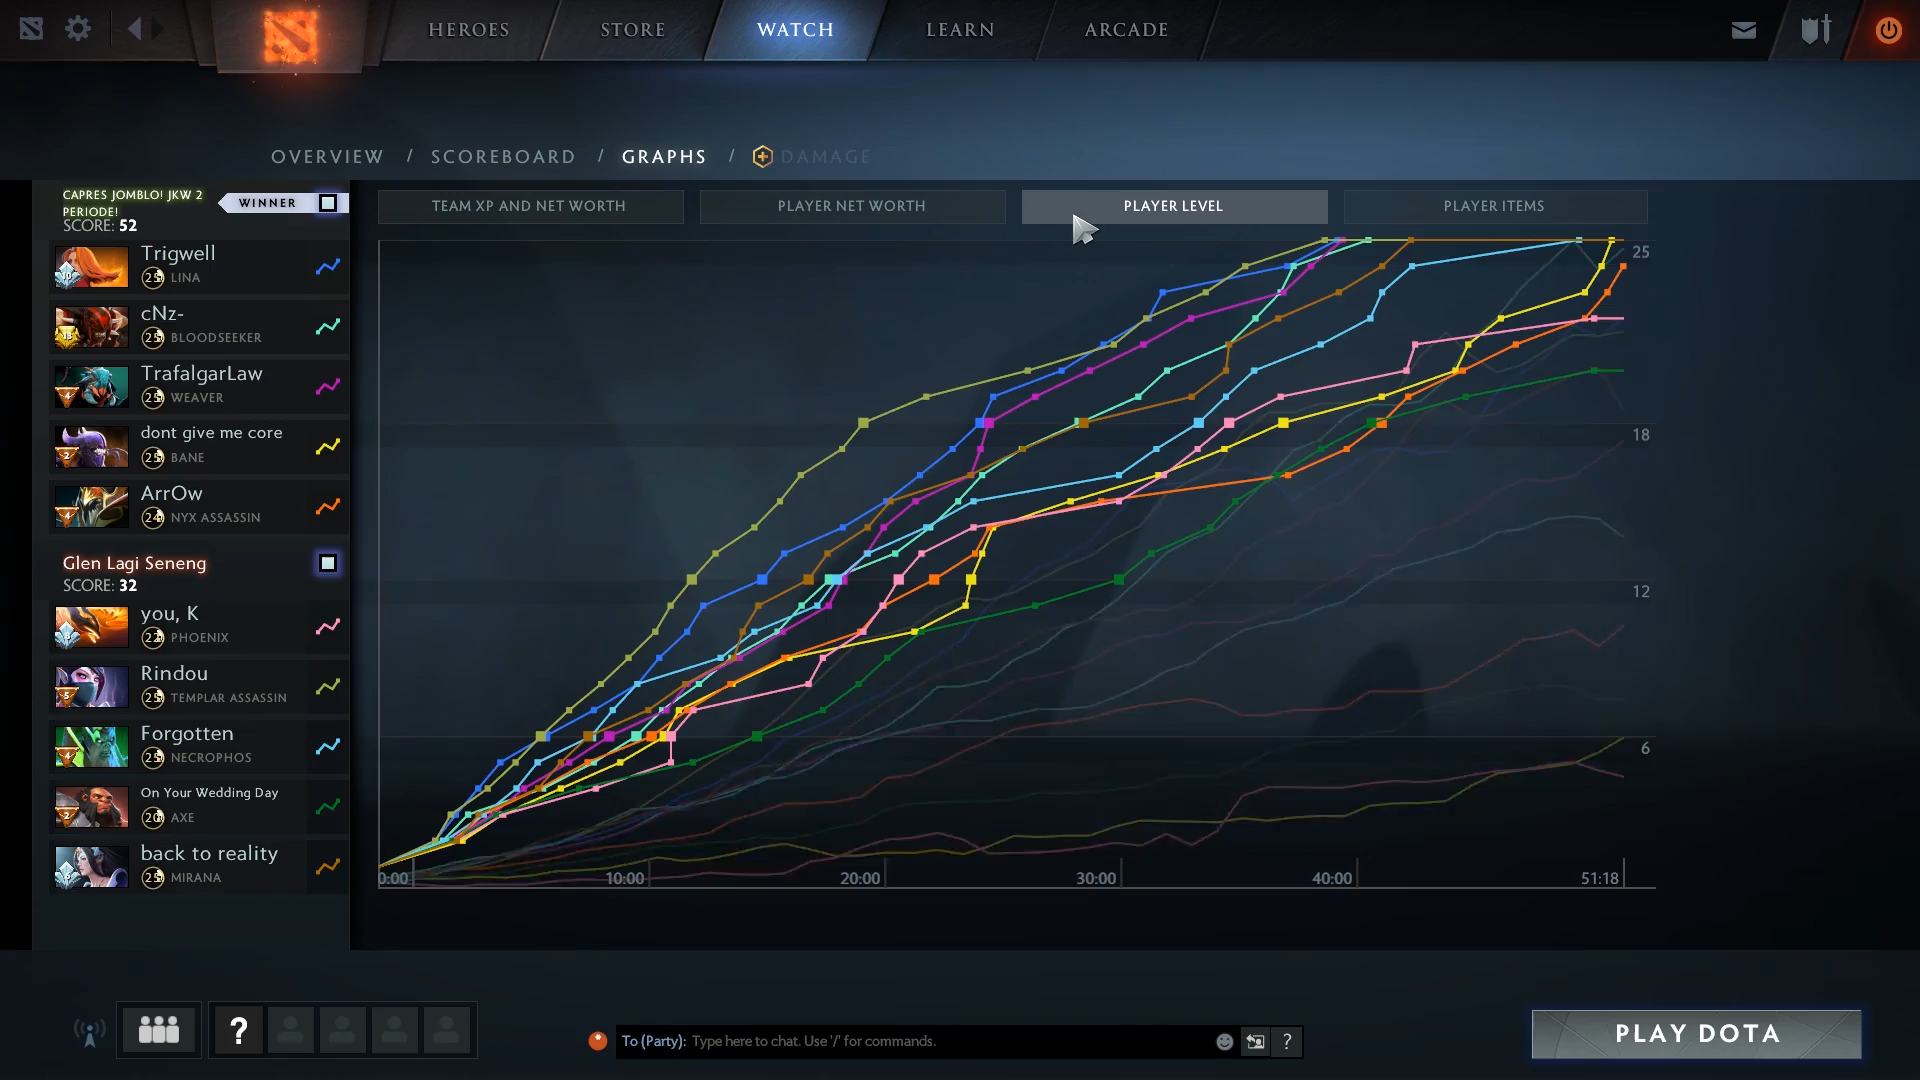 HEROES
STORE
WATCH
LEARN
ARCADE
OVERVIEW / SCOREBOARD / GRAPHS / DAMAGE
CAPRES JOMBLO! JKW 2
PERIODE!
WINNER
SCORE: 52
Trigwell
25 LINA
cNz-
25 BLOODSEEKER
TrafalgarLaw
25 WEAVER
dont give me core
25 BANE
ArrOw
24 NYX ASSASSIN
Glen Lagi Seneng
SCORE: 32
you, K
22 PHOENIX
Rindou
25 TEMPLAR ASSASSIN
Forgotten
25 NECROPHOS
On Your Wedding Day
20 AXE
back to reality
25 MIRANA
TEAM XP AND NET WORTH
PLAYER NET WORTH
PLAYER LEVEL
PLAYER ITEMS
25
18
12
6
0:00
10:00
20:00
30:00
40:00
51:18
?
To (Party): Type here to chat. Use '/' for commands.
?
PLAY DOTA